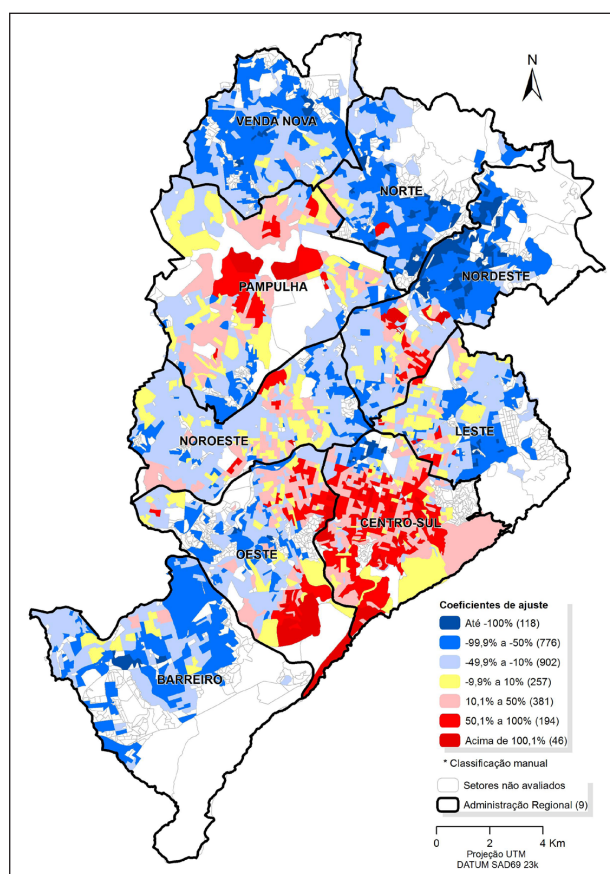 N
VENDA NOVA
NORTE
NORDESTE
PAMPULHA
LESTE
NOROESTE
CENTRO-SUL
OESTE
BARREIRO
Coeficientes de ajuste
Até -100% (118)
-99,9% a -50% (776)
-49,9% a -10% (902)
-9,9% a 10% (257)
10,1% a 50% (381)
50,1% a 100% (194)
Acima de 100,1% (46)
* Classificação manual
Setores não avaliados
Administração Regional (9)
0 2 4 Km
Projeção UTM
DATUM SAD69 23k